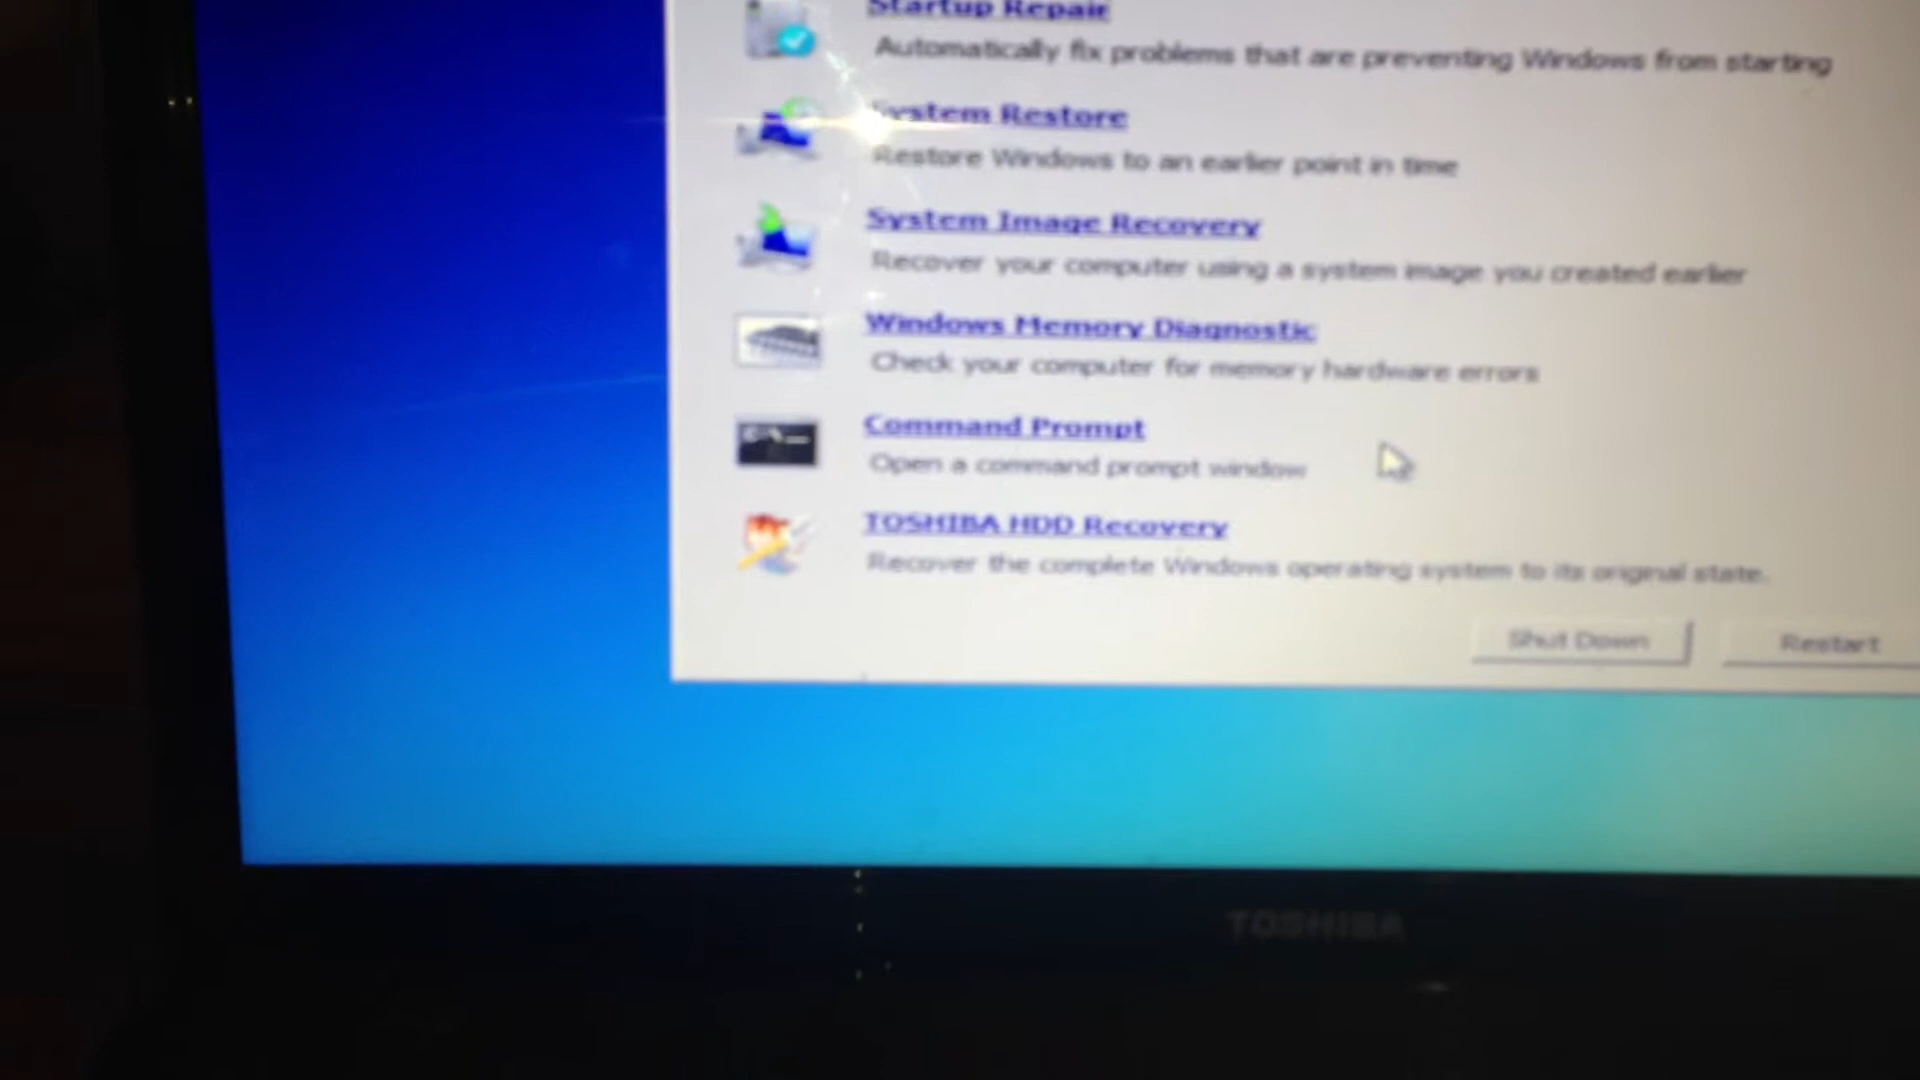 Startup Repair
Automatically fix problems that are preventing Windows from starting
System Restore
Restore Windows to an earlier point in time
System Image Recovery
Recover your computer using a system image you created earlier
Windows Memory Diagnostic
Check your computer for memory hardware errors
Command Prompt
Open a command prompt window
TOSHIBA HDD Recovery
Recover the complete Windows operating system to its original state.
Shut Down
Restart
TOSHIBA